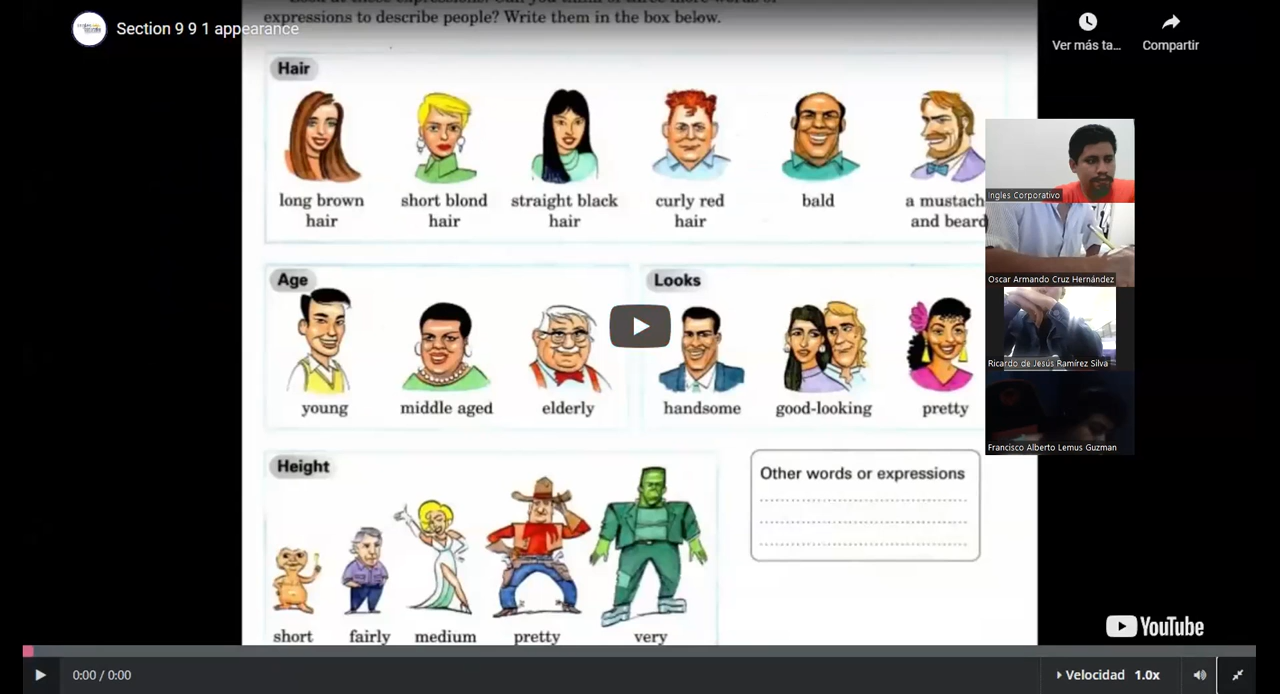 Section 9 9 1 appearance
expressions to describe people? Write them in the box below.
Ver más ta...
Compartir
Hair
long brown
hair
short blond
hair
straight black
hair
curly red
hair
bald
a mustach
and beard
Ingles Corporativo
Oscar Armando Cruz Hernández
Ricardo de Jesús Ramírez Silva
Francisco Alberto Lemus Guzman
Age
young
middle aged
elderly
Looks
handsome
good-looking
pretty
Height
short
fairly
medium
pretty
very
Other words or expressions
YouTube
0:00 / 0:00
Velocidad 1.0x